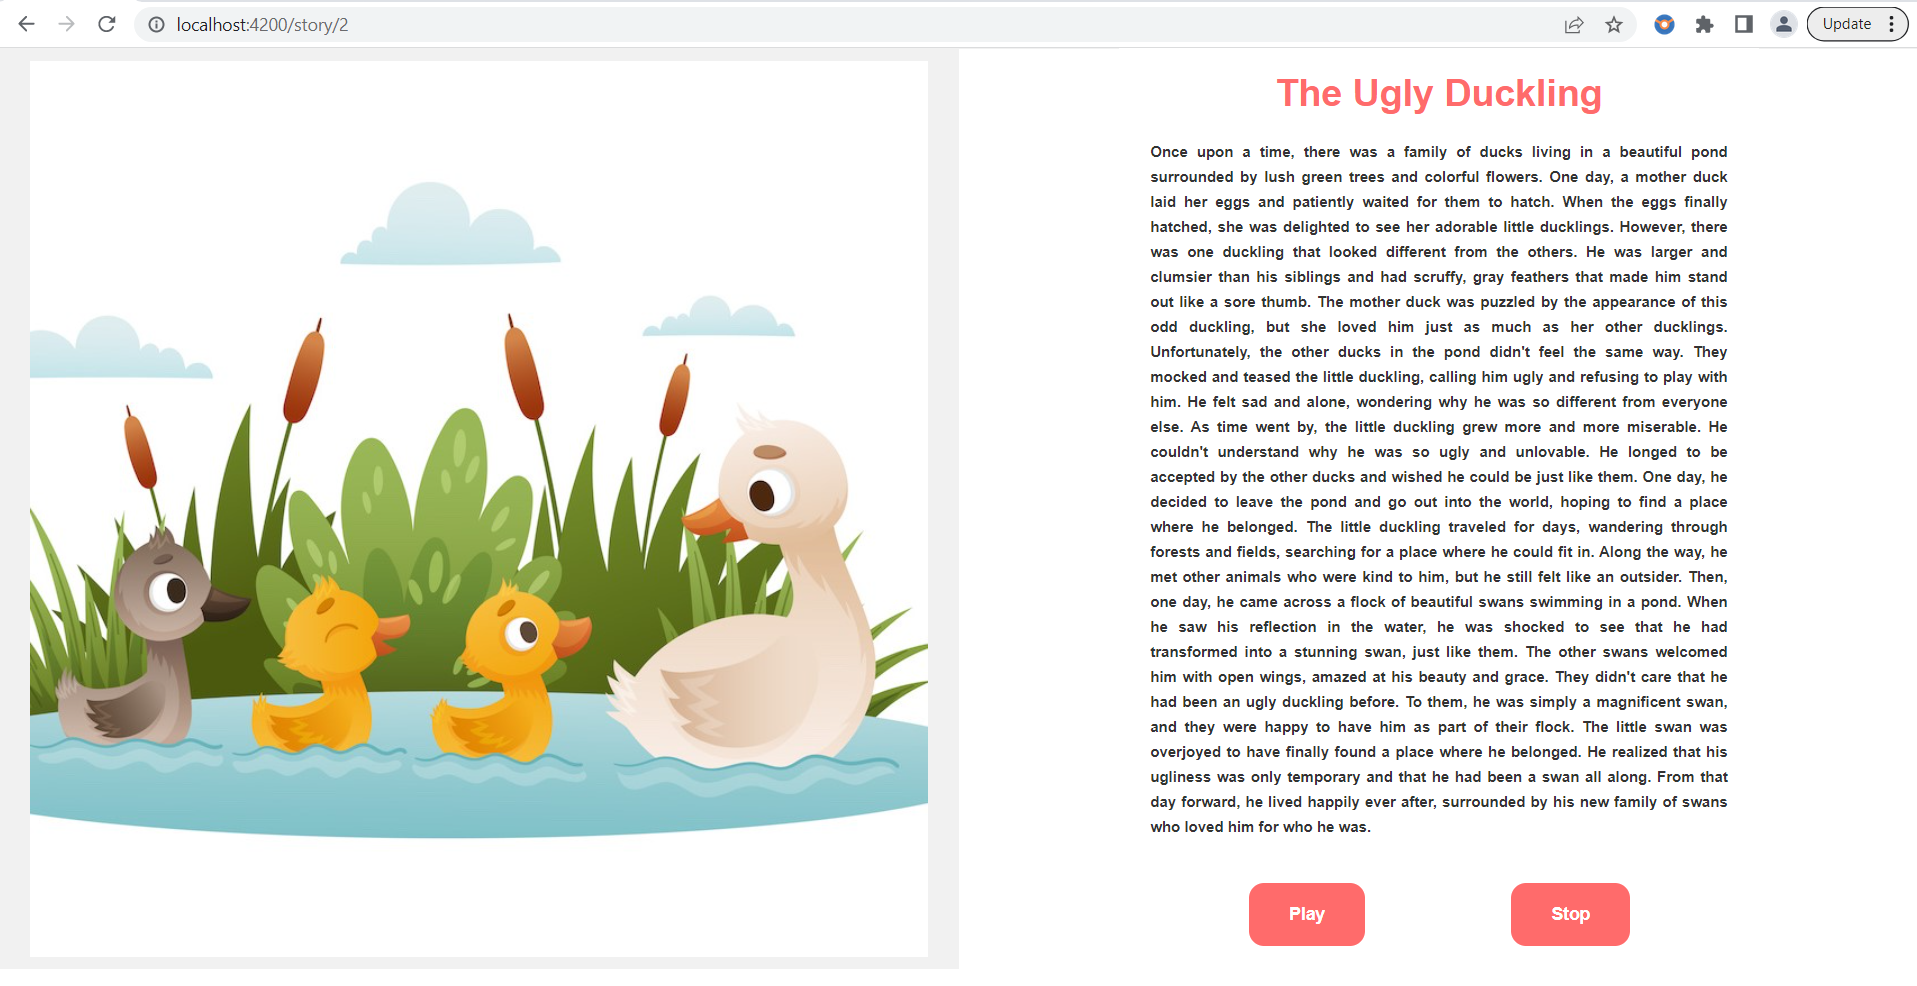 localhost:4200/story/2
Update
The Ugly Duckling
Once upon a time, there was a family of ducks living in a beautiful pond
surrounded by lush green trees and colorful flowers. One day, a mother duck
laid her eggs and patiently waited for them to hatch. When the eggs finally
hatched, she was delighted to see her adorable little ducklings. However, there
was one duckling that looked different from the others. He was larger and
clumsier than his siblings and had scruffy, gray feathers that made him stand
out like a sore thumb. The mother duck was puzzled by the appearance of this
odd duckling, but she loved him just as much as her other ducklings.
Unfortunately, the other ducks in the pond didn't feel the same way. They
mocked and teased the little duckling, calling him ugly and refusing to play with
him. He felt sad and alone, wondering why he was so different from everyone
else. As time went by, the little duckling grew more and more miserable. He
couldn't understand why he was so ugly and unlovable. He longed to be
accepted by the other ducks and wished he could be just like them. One day, he
decided to leave the pond and go out into the world, hoping to find a place
where he belonged. The little duckling traveled for days, wandering through
forests and fields, searching for a place where he could fit in. Along the way, he
met other animals who were kind to him, but he still felt like an outsider. Then,
one day, he came across a flock of beautiful swans swimming in a pond. When
he saw his reflection in the water, he was shocked to see that he had
transformed into a stunning swan, just like them. The other swans welcomed
him with open wings, amazed at his beauty and grace. They didn't care that he
had been an ugly duckling before. To them, he was simply a magnificent swan,
and they were happy to have him as part of their flock. The little swan was
overjoyed to have finally found a place where he belonged. He realized that his
ugliness was only temporary and that he had been a swan all along. From that
day forward, he lived happily ever after, surrounded by his new family of swans
who loved him for who he was.
Play
Stop